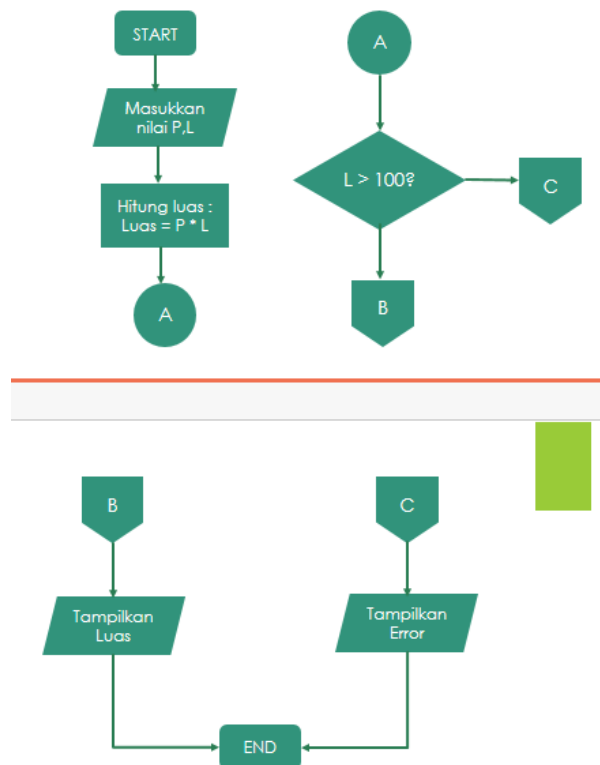 START
Masukkan
nilai P,L
Hitung luas :
Luas = P * L
A
A
L > 100?
C
B
B
Tampilkan
Luas
C
Tampilkan
Error
END